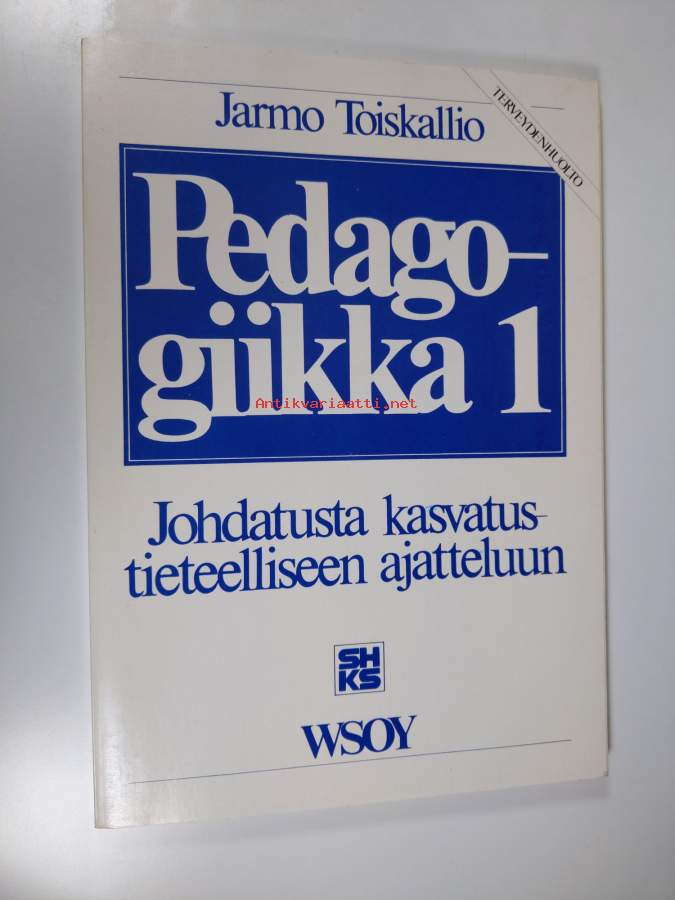 TERVEYDENHUOLTO
Jarmo Toiskallio
Pedago-
giikka 1
Antikvariaatti.net
Johdatusta kasvatus-
tieteelliseen ajatteluun
SH
KS
WSOY